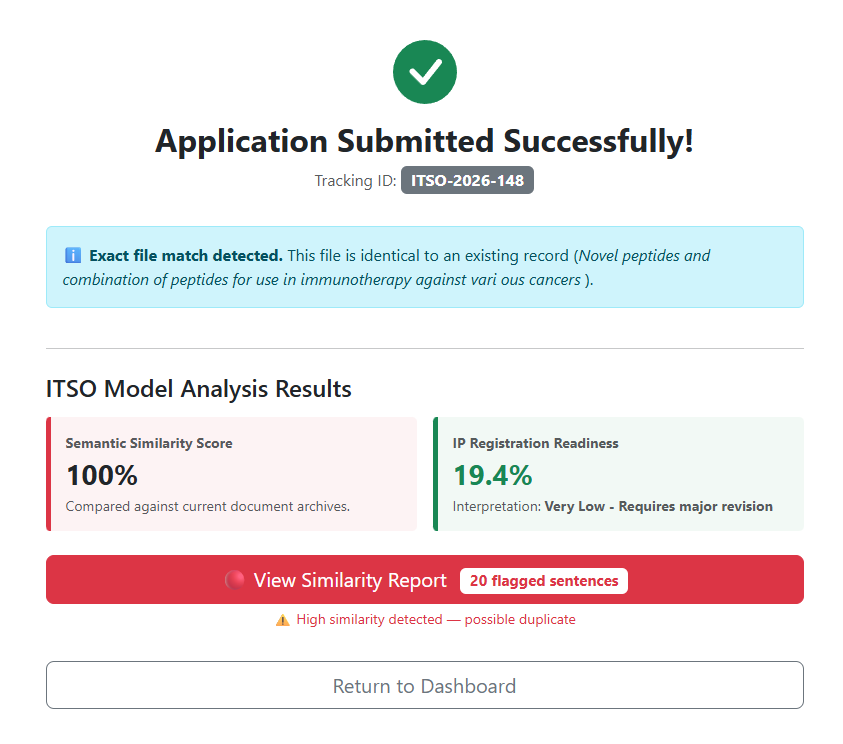 Application Submitted Successfully!
Tracking ID: ITSO-2026-148
Exact file match detected. This file is identical to an existing record (Novel peptides and
combination of peptides for use in immunotherapy against vari ous cancers ).
ITSO Model Analysis Results
Semantic Similarity Score
100%
Compared against current document archives.
IP Registration Readiness
19.4%
Interpretation: Very Low - Requires major revision
View Similarity Report 20 flagged sentences
High similarity detected — possible duplicate
Return to Dashboard